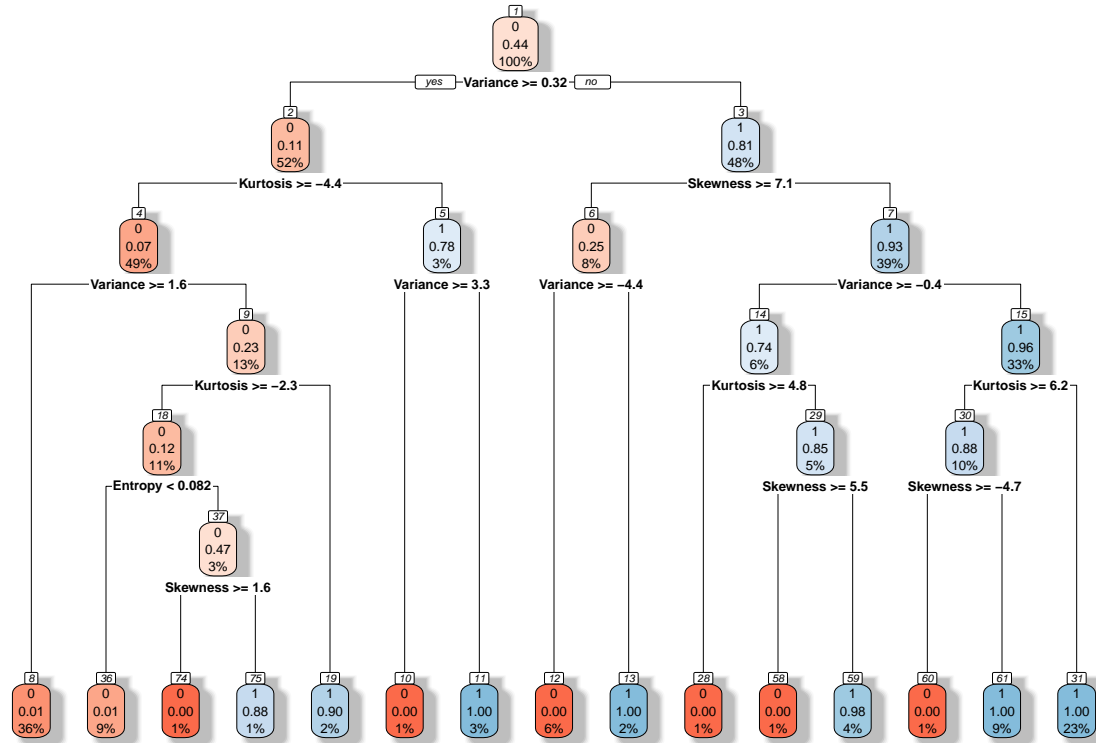 1
0
0.44
100%
yes Variance >= 0.32 no
2 3
0 1
0.11 0.81
52% 48%
Kurtosis >= −4.4 Skewness >= 7.1
4 5 6 7
0 1 0 1
0.07 0.78 0.25 0.93
49% 3% 8% 39%
Variance >= 1.6 Variance >= 3.3 Variance >= −4.4 Variance >= −0.4
9 14 15
0 1 1
0.23 0.74 0.96
13% 6% 33%
Kurtosis >= −2.3 Kurtosis >= 4.8 Kurtosis >= 6.2
18 29 30
0 1 1
0.12 0.85 0.88
11% 5% 10%
Entropy < 0.082 Skewness >= 5.5 Skewness >= −4.7
37
0
0.47
3%
Skewness >= 1.6
8 36 74 75 19 10 11 12 13 28 58 59 60 61 31
0 0 0 1 1 0 1 0 1 0 0 1 0 1 1
0.01 0.01 0.00 0.88 0.90 0.00 1.00 0.00 1.00 0.00 0.00 0.98 0.00 1.00 1.00
36% 9% 1% 1% 2% 1% 3% 6% 2% 1% 1% 4% 1% 9% 23%